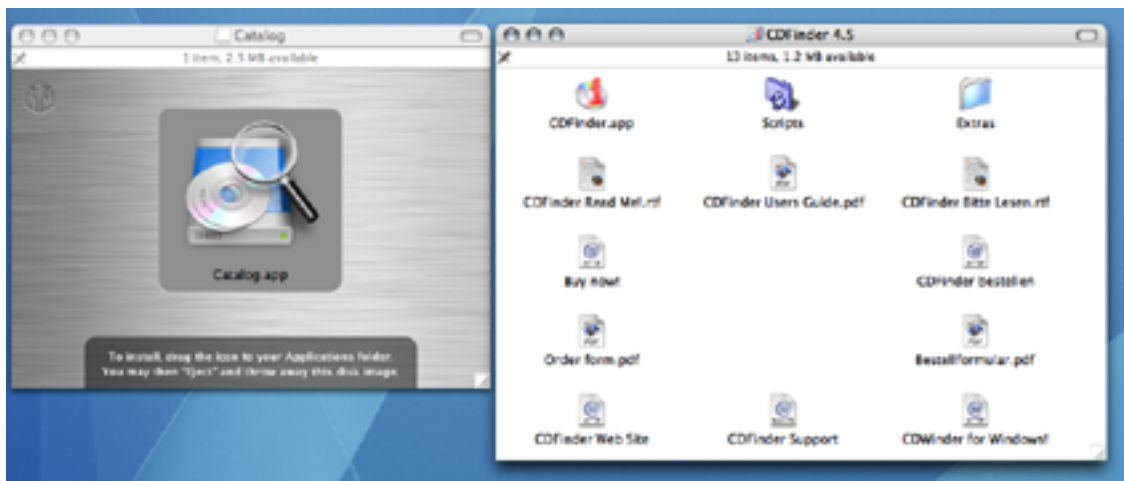 Catalog
1 item, 2.5 MB available
Catalog.app
To install, drag the icon to your Applications folder.
You may then "Eject" and throw away this disk image.
CDFinder 4.5
13 items, 1.2 MB available
CDFinder.app
Scripts
Extras
CDFinder Read Me!.rtf
CDFinder Users Guide.pdf
CDFinder Bitte Lesen.rtf
Buy now!
CDFinder bestellen
Order form.pdf
Bestellformular.pdf
CDFinder Web Site
CDFinder Support
CDWinder for Windows!